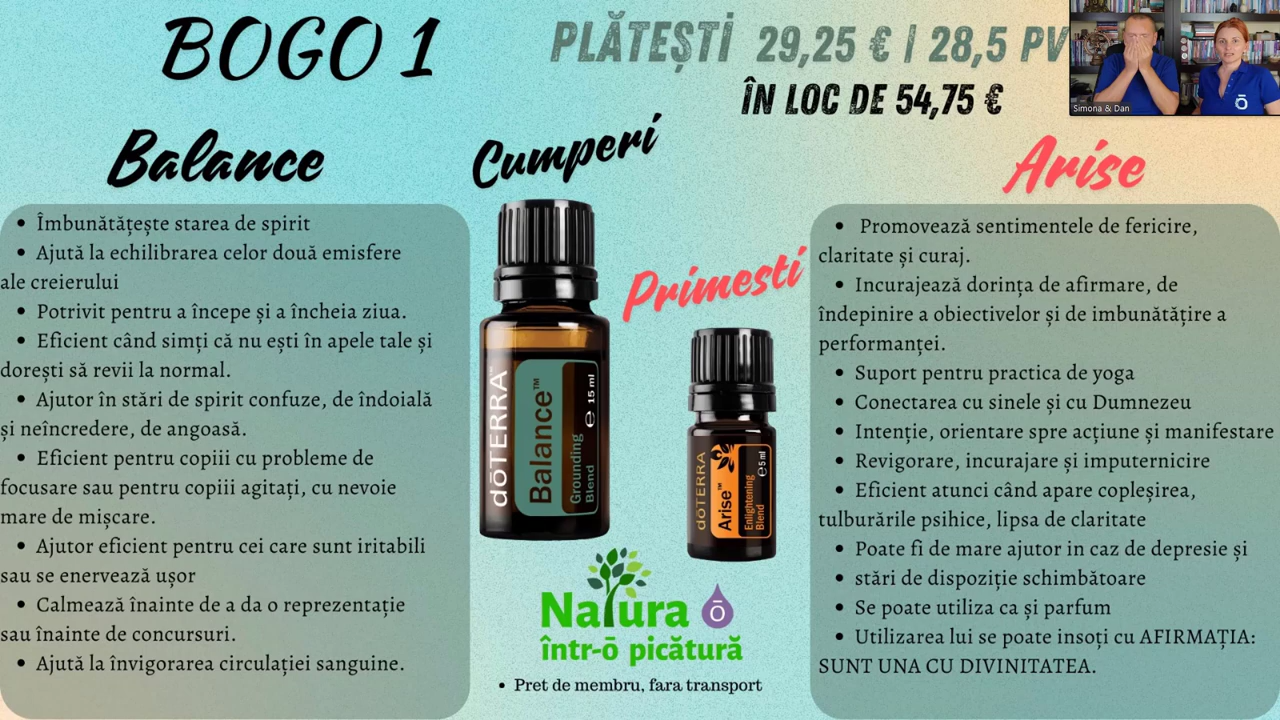 BOGO 1
PLĂTEȘTI 29,25 € | 28,5 PV
ÎN LOC DE 54,75 €
Simona & Dan
Balance
Cumperi
Arise
• Îmbunătățește starea de spirit
• Ajută la echilibrarea celor două emisfere
ale creierului
• Potrivit pentru a începe și a încheia ziua.
• Eficient când simți că nu ești în apele tale și
dorești să revii la normal.
• Ajutor în stări de spirit confuze, de îndoială
și neîncredere, de angoasă.
• Eficient pentru copiii cu probleme de
focusare sau pentru copiii agitați, cu nevoie
mare de mișcare.
• Ajutor eficient pentru cei care sunt iritabili
sau se enervează ușor
• Calmează înainte de a da o reprezentație
sau înainte de concursuri.
• Ajută la învigorarea circulației sanguine.
Primesti
dōTERRA™
Balance™
Grounding
Blend
e 15 ml
dōTERRA
Arise™
Enlightening
Blend
e 5 ml
Natura ō
într-ō picătură
• Pret de membru, fara transport
• Promovează sentimentele de fericire,
claritate și curaj.
• Incurajează dorința de afirmare, de
îndepinire a obiectivelor și de imbunătățire a
performanței.
• Suport pentru practica de yoga
• Conectarea cu sinele și cu Dumnezeu
• Intenție, orientare spre acțiune și manifestare
• Revigorare, incurajare și imputernicire
• Eficient atunci când apare copleșirea,
tulburările psihice, lipsa de claritate
• Poate fi de mare ajutor in caz de depresie și
• stări de dispoziție schimbătoare
• Se poate utiliza ca și parfum
• Utilizarea lui se poate insoți cu AFIRMAȚIA:
SUNT UNA CU DIVINITATEA.